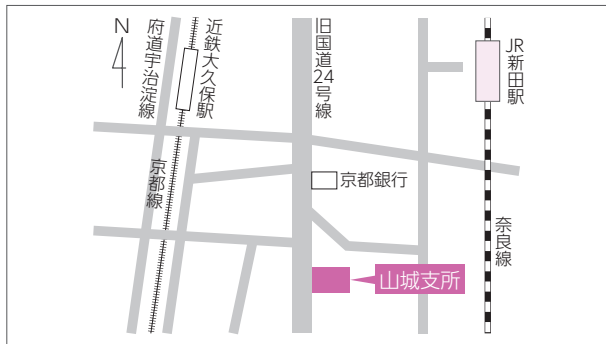 N
府道宇治淀線
近鉄大久保駅
旧国道24号線
JR新田駅
京都線
京都銀行
奈良線
山城支所